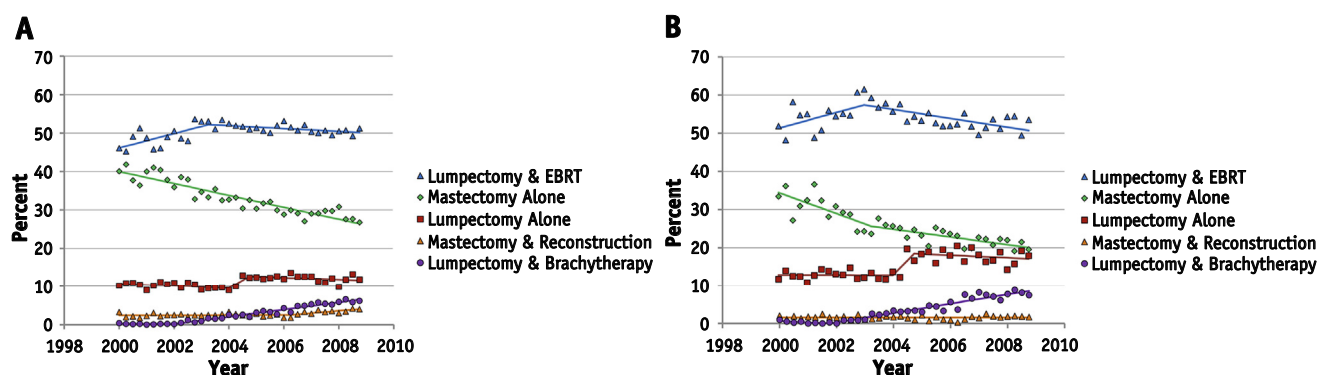 A
70
60
50
40
30
20
10
0
Percent
1998 2000 2002 2004 2006 2008 2010
Year
Lumpectomy & EBRT
Mastectomy Alone
Lumpectomy Alone
Mastectomy & Reconstruction
Lumpectomy & Brachytherapy
B
70
60
50
40
30
20
10
0
Percent
1998 2000 2002 2004 2006 2008 2010
Year
Lumpectomy & EBRT
Mastectomy Alone
Lumpectomy Alone
Mastectomy & Reconstruction
Lumpectomy & Brachytherapy